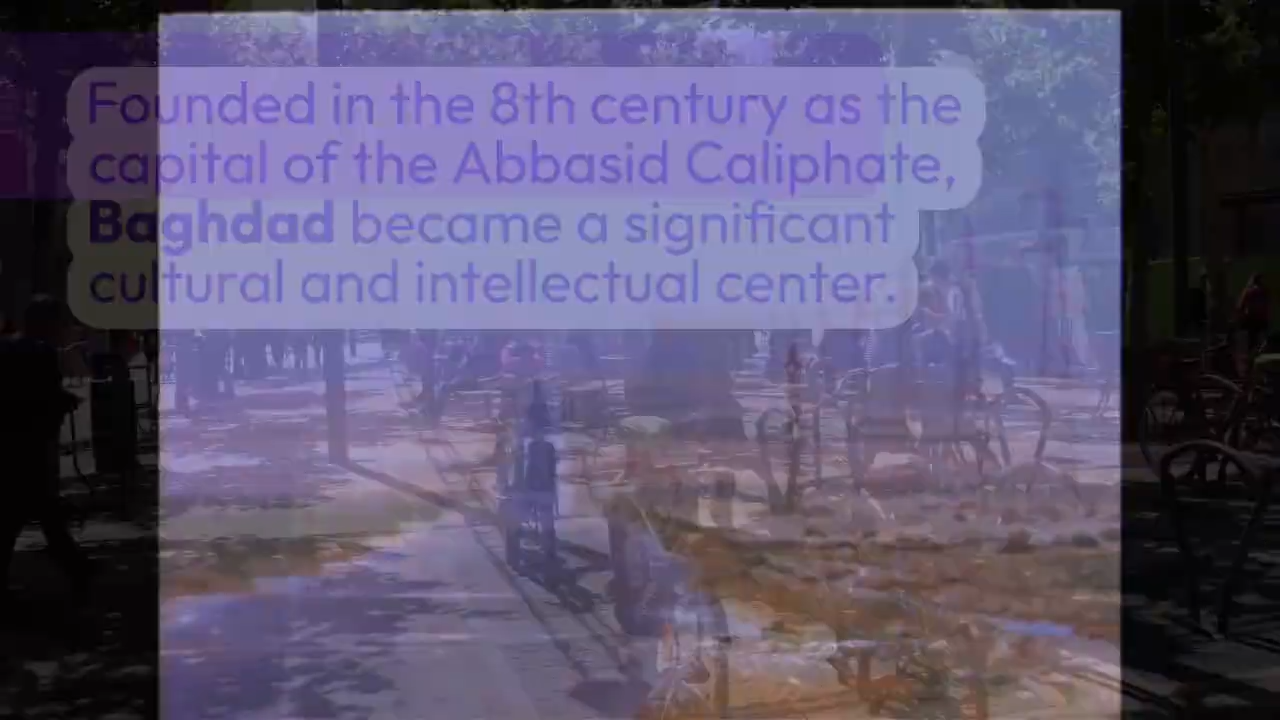 Founded in the 8th century as the
capital of the Abbasid Caliphate,
Baghdad became a significant
cultural and intellectual center.